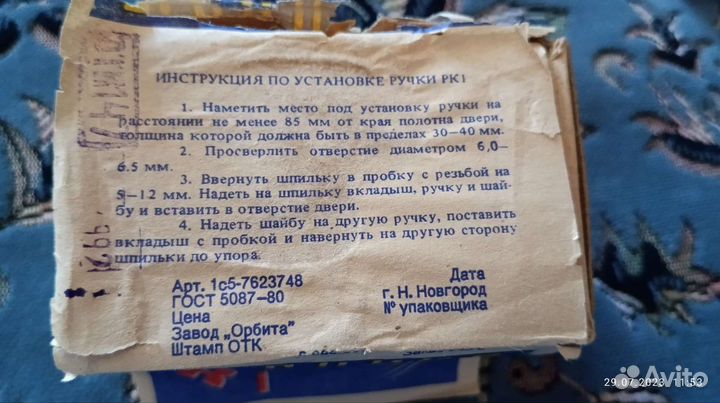 ИНСТРУКЦИЯ ПО УСТАНОВКЕ РУЧКИ РК1
1. Наметить место под установку ручки на
расстоянии не менее 85 мм от края полотна двери,
толщина которой должна быть в пределах 30—40 мм.
2. Просверлить отверстие диаметром 6,0—
6.5 мм.
3. Ввернуть шпильку в пробку с резьбой на
5—12 мм. Надеть на шпильку вкладыш, ручку и шай-
бу и вставить в отверстие двери.
4. Надеть шайбу на другую ручку, поставить
вкладыш с пробкой и навернуть на другую сторону
шпильки до упора.
Арт. 1с5-7623748
ГОСТ 5087—80
Цена
Завод „Орбита"
Штамп ОТК
Дата
г. Н. Новгород
№ упаковщика
Avito
29.07.2023 11:53